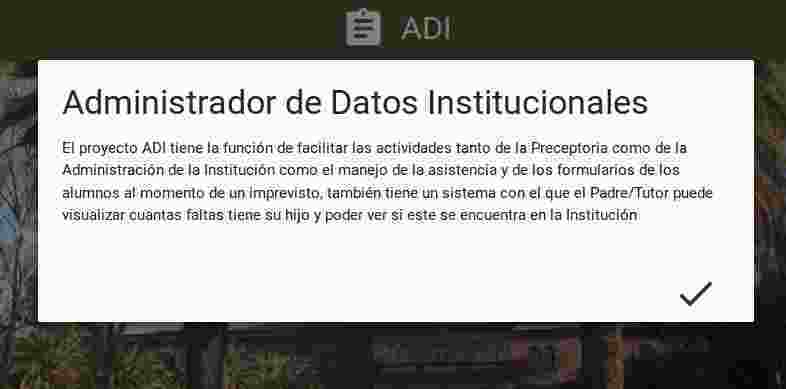 ADI
Administrador de Datos Institucionales
El proyecto ADI tiene la función de facilitar las actividades tanto de la Preceptoria como de la
Administración de la Institución como el manejo de la asistencia y de los formularios de los
alumnos al momento de un imprevisto, también tiene un sistema con el que el Padre/Tutor puede
visualizar cuantas faltas tiene su hijo y poder ver si este se encuentra en la Institución